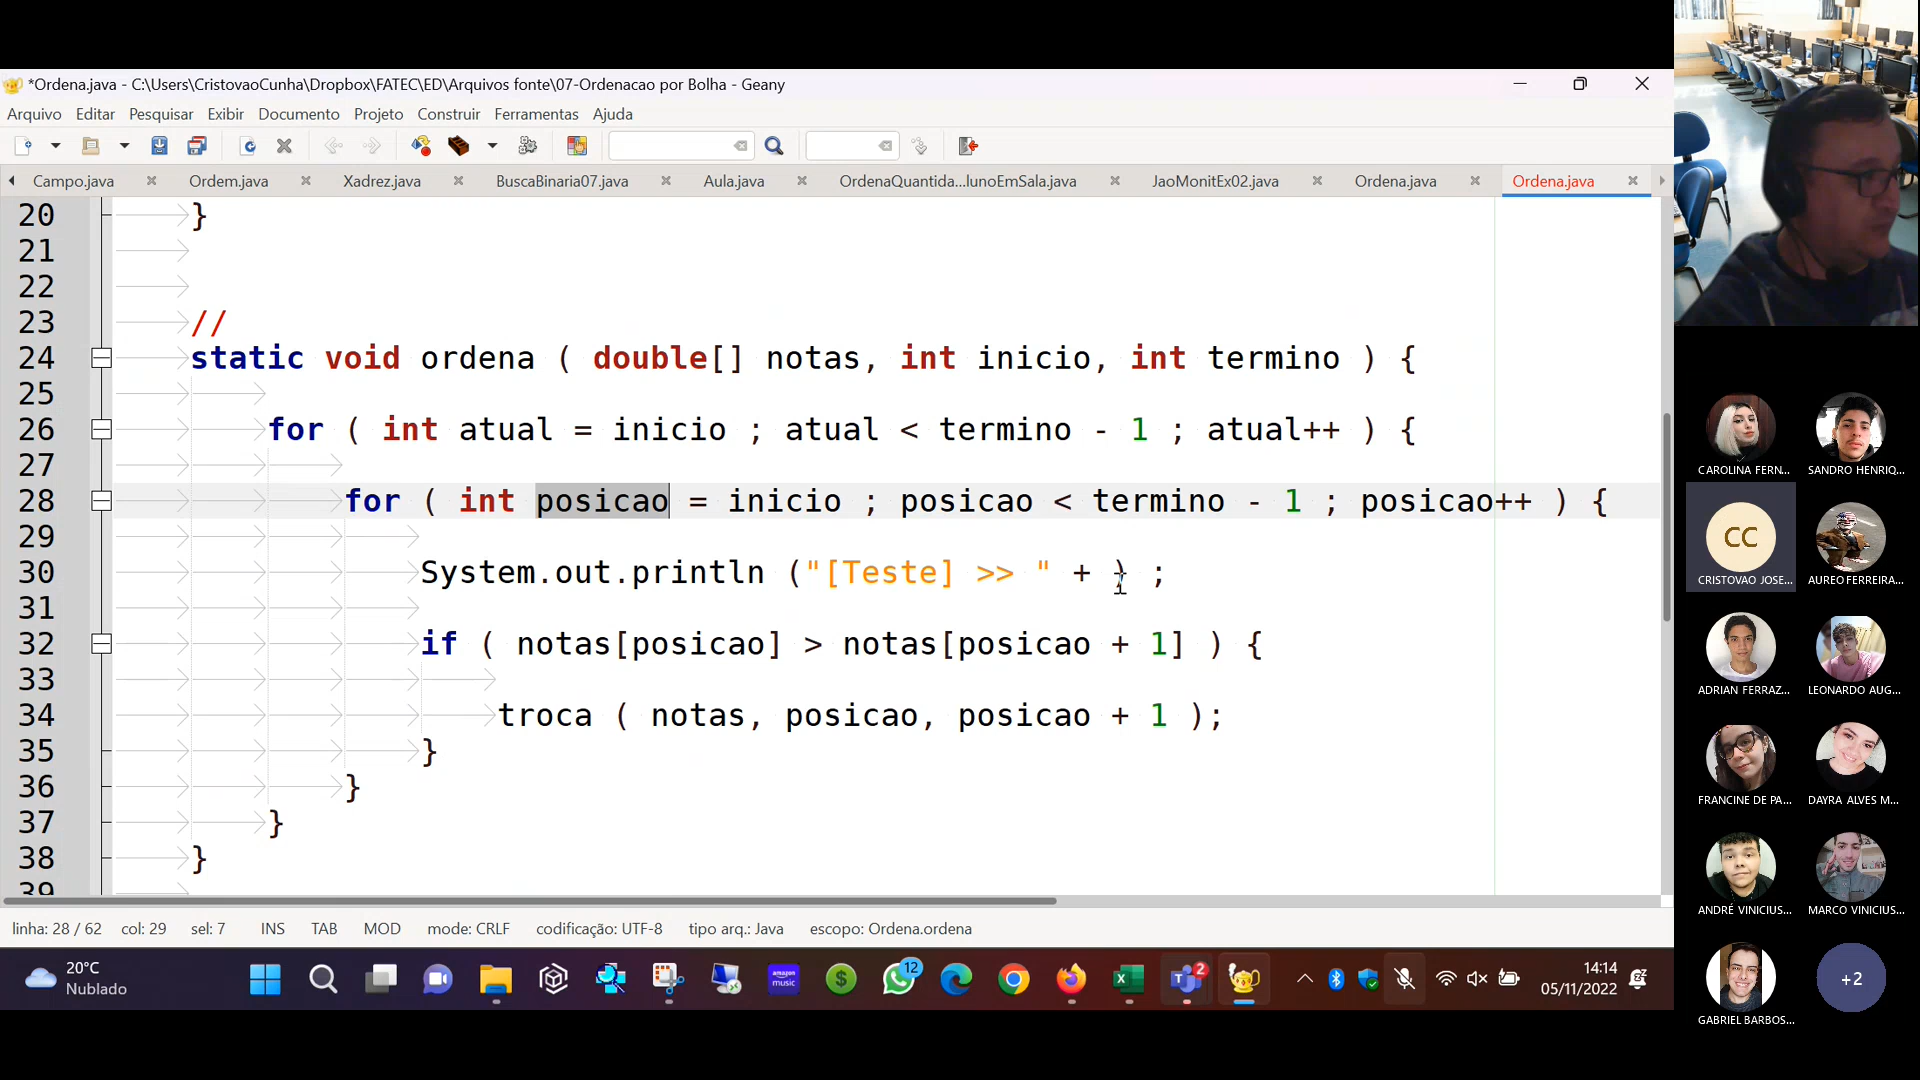 *Ordena.java - C:\Users\CristovaoCunha\Dropbox\FATEC\ED\Arquivos fonte\07-Ordenacao por Bolha - Geany
Arquivo Editar Pesquisar Exibir Documento Projeto Construir Ferramentas Ajuda
Campo.java Ordem.java Xadrez.java BuscaBinaria07.java Aula.java OrdenaQuantida...lunoEmSala.java JaoMonitEx02.java Ordena.java Ordena.java
20 }
21
22
23 //
24 static void ordena ( double[] notas, int inicio, int termino ) {
25
26 for ( int atual = inicio ; atual < termino - 1 ; atual++ ) {
27
28 for ( int posicao = inicio ; posicao < termino - 1 ; posicao++ ) {
29
30 System.out.println ("[Teste] >> " + ) ;
31
32 if ( notas[posicao] > notas[posicao + 1] ) {
33
34 troca ( notas, posicao, posicao + 1 );
35 }
36 }
37 }
38 }
39
linha: 28 / 62 col: 29 sel: 7 INS TAB MOD mode: CRLF codificação: UTF-8 tipo arq.: Java escopo: Ordena.ordena
20°C
Nublado
amazon music
12
2
14:14
05/11/2022
CAROLINA FERN... SANDRO HENRIQ...
CC
CRISTOVAO JOSE... AUREO FERREIRA...
ADRIAN FERRAZ... LEONARDO AUG...
FRANCINE DE PA... DAYRA ALVES M...
ANDRÉ VINICIUS... MARCO VINICIUS...
+2
GABRIEL BARBOS...